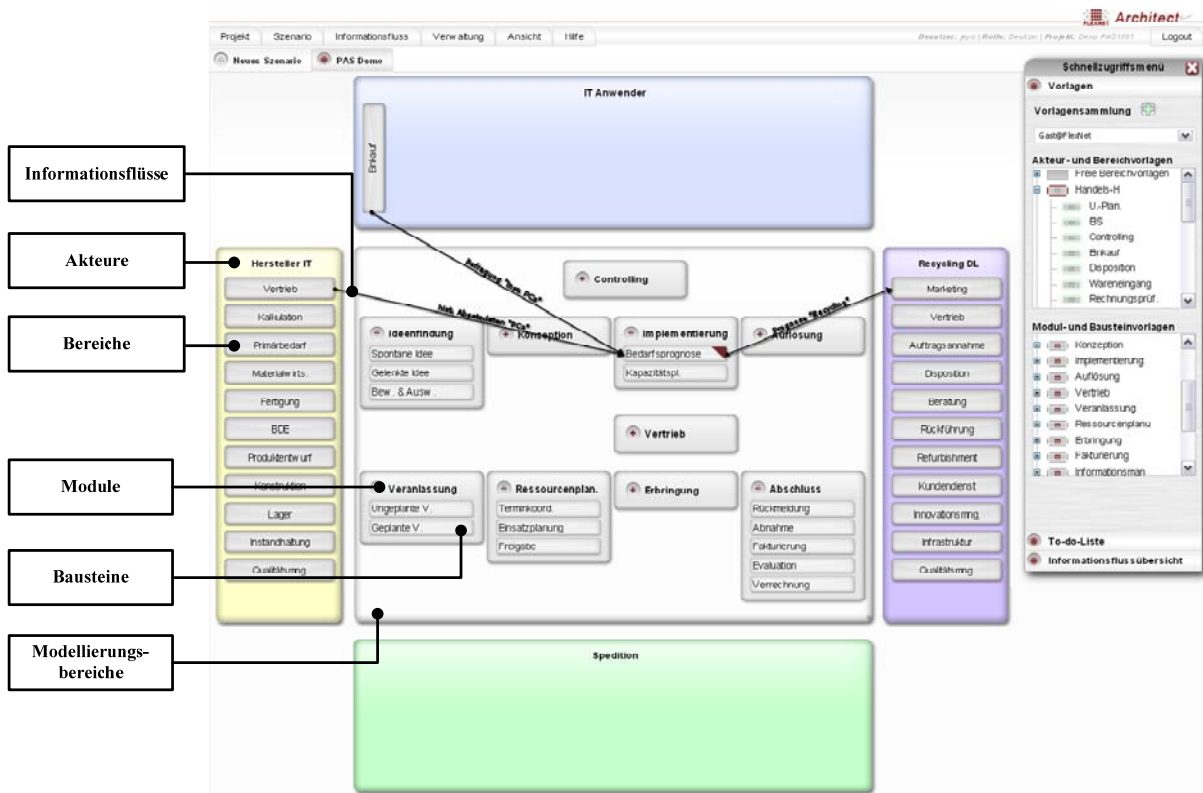 FLEXNET Architect
Projekt Szenario Informationsfluss Verwaltung Ansicht Hilfe
Logout
Neues Szenario PAS Demo
Informationsflüsse
Akteure
Bereiche
Module
Bausteine
Modellierungs-
bereiche
IT Anwender
Einkauf
Hersteller IT
Vertrieb
Kalkulation
Primärbedarf
Materialwirts.
Fertigung
BDE
Produktentwurf
Konstruktion
Lager
Instandhaltung
Qualitätsmng.
Controlling
Ideenfindung
Spontane Idee
Gelenkte Idee
Bew. & Ausw.
Konzeption
Implementierung
Bedarfsprognose
Kapazitätspl.
Auflösung
Vertrieb
Veranlassung
Ungeplante V.
Geplante V.
Ressourcenplan.
Terminkoord.
Einsatzplanung
Freigabe
Erbringung
Abschluss
Rückmeldung
Abnahme
Fakturierung
Evaluation
Verrechnung
Recycling DL
Marketing
Vertrieb
Auftragsannahme
Disposition
Beratung
Rückführung
Refurbishment
Kundendienst
Innovationsmng.
Infrastruktur
Qualitätsmng.
Spedition
Schnellzugriffsmenü
Vorlagen
Vorlagensammlung
Gast@FlexNet
Akteur- und Bereichvorlagen
Freie Bereichvorlagen
Handels-H
U.-Plan.
EIS
Controlling
Einkauf
Disposition
Wareneingang
Rechnungsprüf.
Modul- und Bausteinvorlagen
Konzeption
Implementierung
Auflösung
Vertrieb
Veranlassung
Ressourcenplanu
Erbringung
Fakturierung
Informationsman
To-do-Liste
Informationsflussübersicht